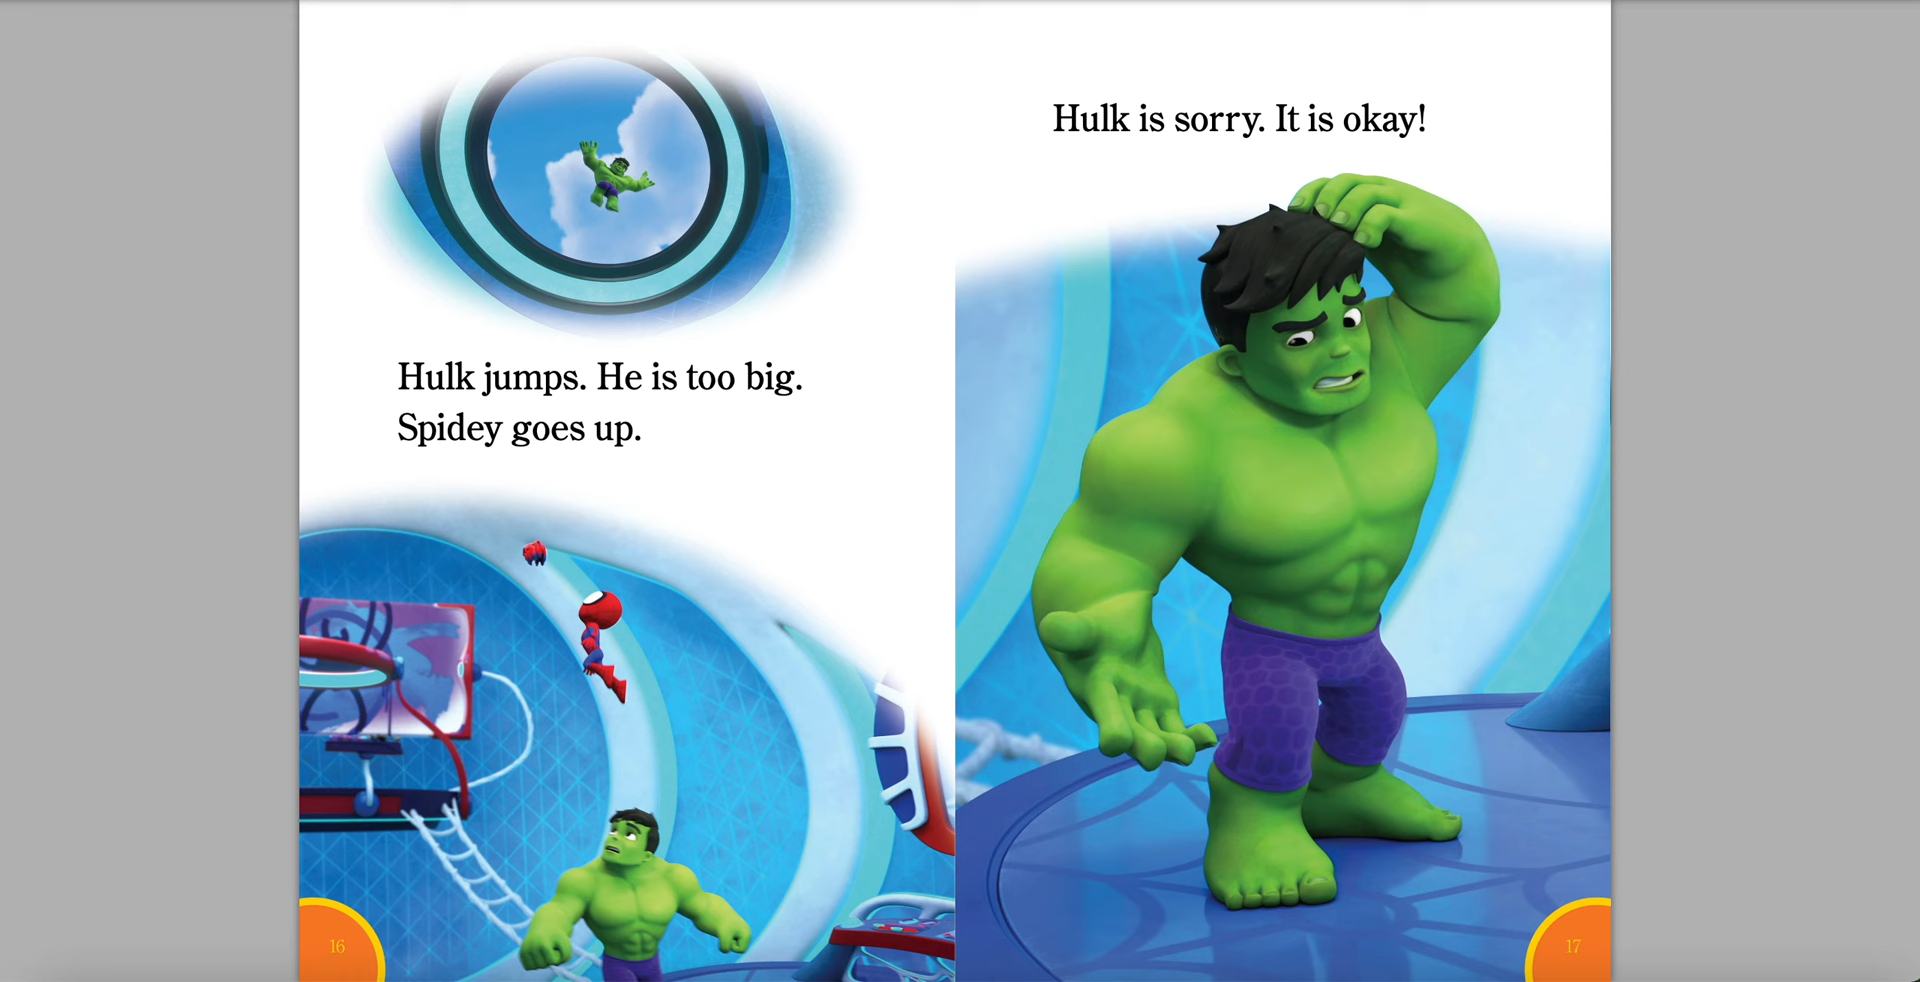 Hulk jumps. He is too big.
Spidey goes up.
16
Hulk is sorry. It is okay!
17